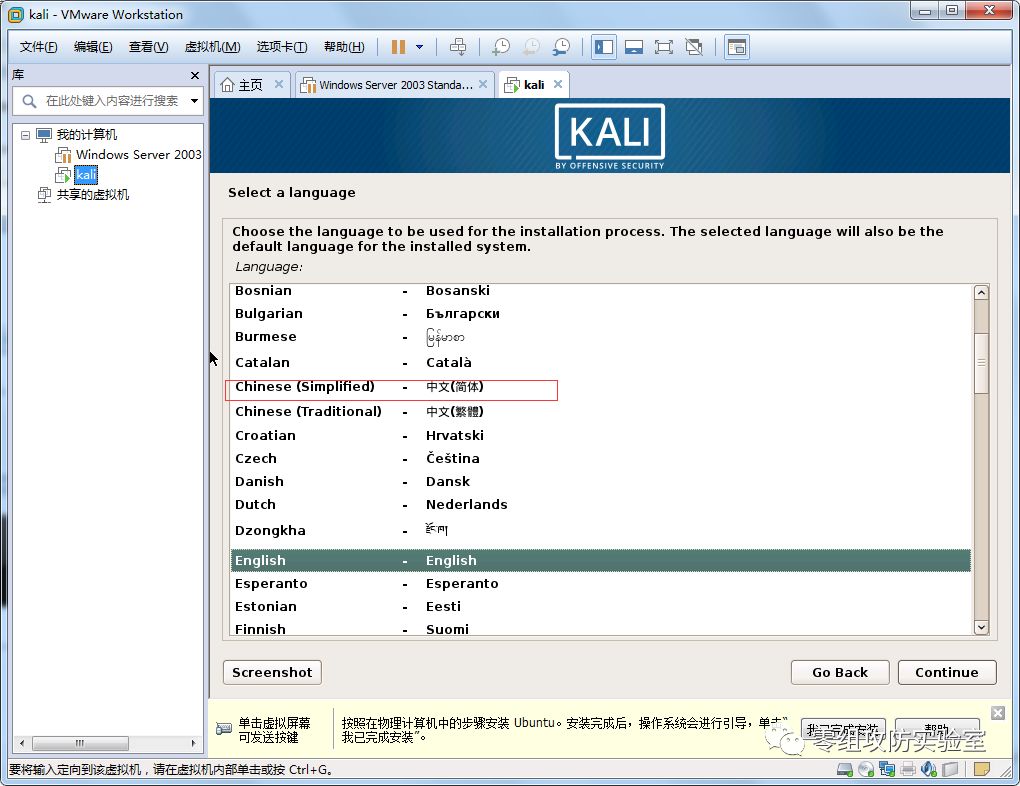 kali - VMware Workstation
文件(F) 编辑(E) 查看(V) 虚拟机(M) 选项卡(T) 帮助(H)
库
在此处键入内容进行搜索
我的计算机
Windows Server 2003
kali
共享的虚拟机
主页 Windows Server 2003 Standa... kali
KALI
BY OFFENSIVE SECURITY
Select a language
Choose the language to be used for the installation process. The selected language will also be the
default language for the installed system.
Language:
Bosnian - Bosanski
Bulgarian - Български
Burmese - မြန်မာစာ
Catalan - Català
Chinese (Simplified) - 中文(简体)
Chinese (Traditional) - 中文(繁體)
Croatian - Hrvatski
Czech - Čeština
Danish - Dansk
Dutch - Nederlands
Dzongkha - རྫོང་ཁ།
English - English
Esperanto - Esperanto
Estonian - Eesti
Finnish - Suomi
Screenshot Go Back Continue
单击虚拟屏幕
可发送按键
按照在物理计算机中的步骤安装 Ubuntu。安装完成后，操作系统会进行引导，单击“
我已完成安装”。
我已完成安装 帮助
零组攻防实验室
要将输入定向到该虚拟机，请在虚拟机内部单击或按 Ctrl+G。